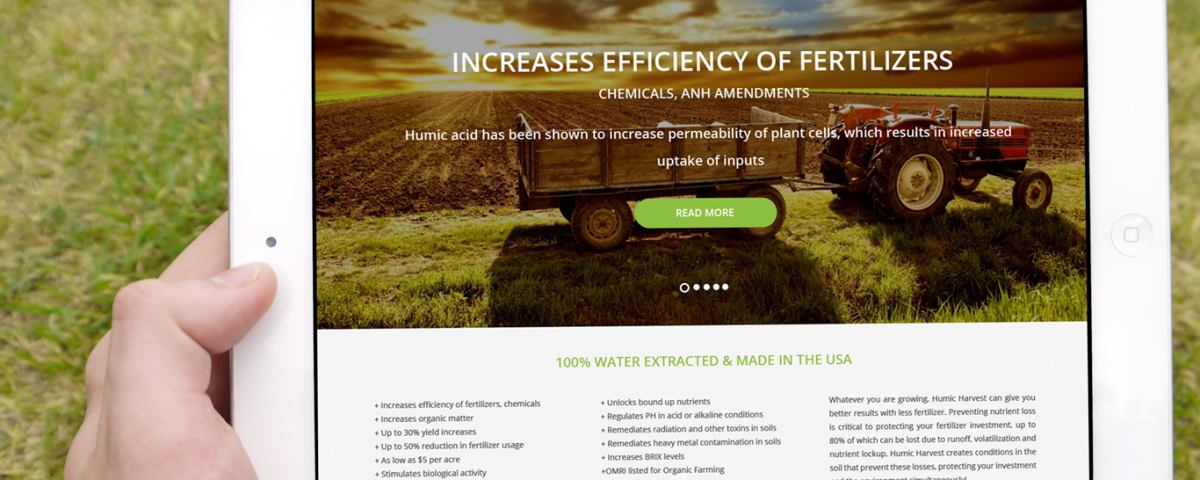 INCREASES EFFICIENCY OF FERTILIZERS
CHEMICALS, ANH AMENDMENTS
Humic acid has been shown to increase permeability of plant cells, which results in increased
uptake of inputs
READ MORE
100% WATER EXTRACTED & MADE IN THE USA
+ Increases efficiency of fertilizers, chemicals
+ Increases organic matter
+ Up to 30% yield increases
+ Up to 50% reduction in fertilizer usage
+ As low as $5 per acre
+ Stimulates biological activity
+ Unlocks bound up nutrients
+ Regulates PH in acid or alkaline conditions
+ Remediates radiation and other toxins in soils
+ Remediates heavy metal contamination in soils
+ Increases BRIX levels
+OMRI listed for Organic Farming
Whatever you are growing, Humic Harvest can give you
better results with less fertilizer. Preventing nutrient loss
is critical to protecting your fertilizer investment, up to
80% of which can be lost due to runoff, volatilization and
nutrient lockup. Humic Harvest creates conditions in the
soil that prevent these losses, protecting your investment
and the environment simultaneously!